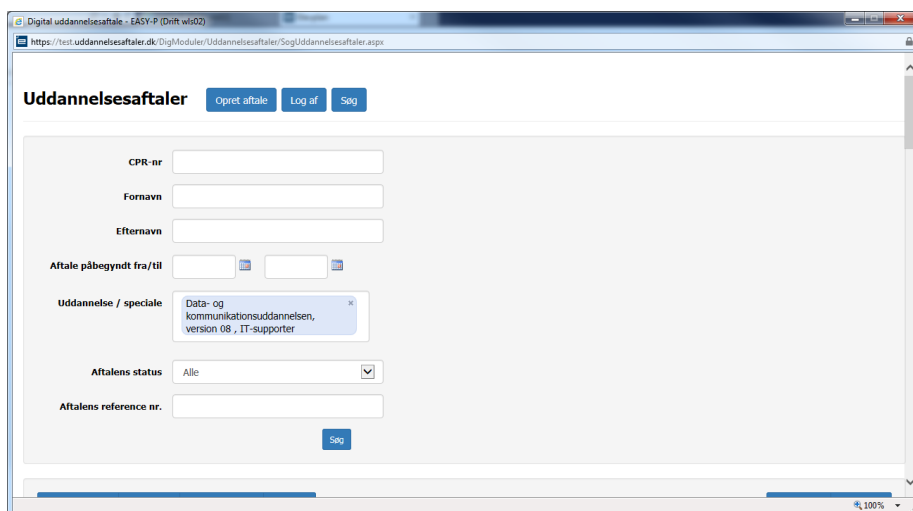 Digital uddannelsesaftale - EASY-P (Drift wls02)
https://test.uddannelsesaftaler.dk/DigModuler/Uddannelsesaftaler/SogUddannelsesaftaler.aspx
Uddannelsesaftaler Opret aftale Log af Søg
CPR-nr
Fornavn
Efternavn
Aftale påbegyndt fra/til
Uddannelse / speciale Data- og ×
kommunikationsuddannelsen,
version 08 , IT-supporter
Aftalens status Alle
Aftalens reference nr.
Søg
100%